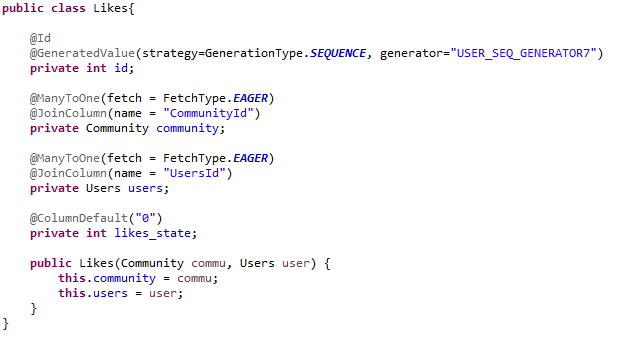 public class Likes{
@Id
@GeneratedValue(strategy=GenerationType.SEQUENCE, generator="USER_SEQ_GENERATOR7")
private int id;
@ManyToOne(fetch = FetchType.EAGER)
@JoinColumn(name = "CommunityId")
private Community community;
@ManyToOne(fetch = FetchType.EAGER)
@JoinColumn(name = "UsersId")
private Users users;
@ColumnDefault("0")
private int likes_state;
public Likes(Community commu, Users user) {
this.community = commu;
this.users = user;
}
}